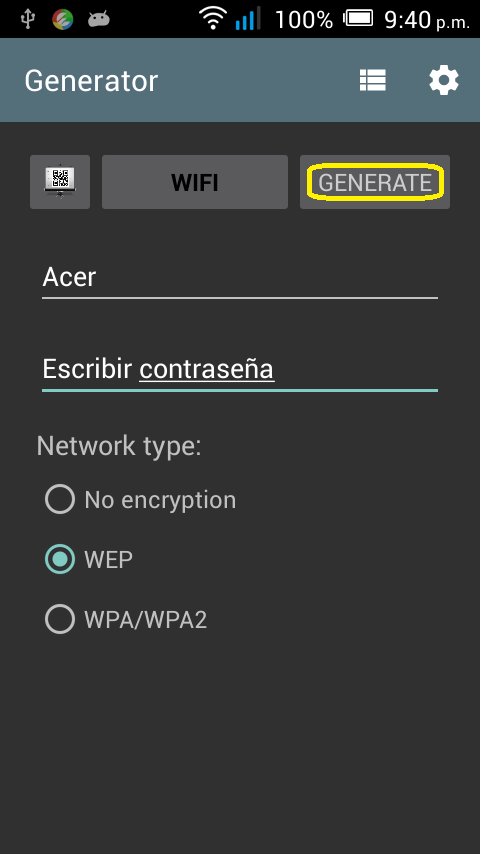 100% 9:40 p.m.
Generator
WIFI GENERATE
Acer
Escribir contraseña
Network type:
No encryption
WEP
WPA/WPA2